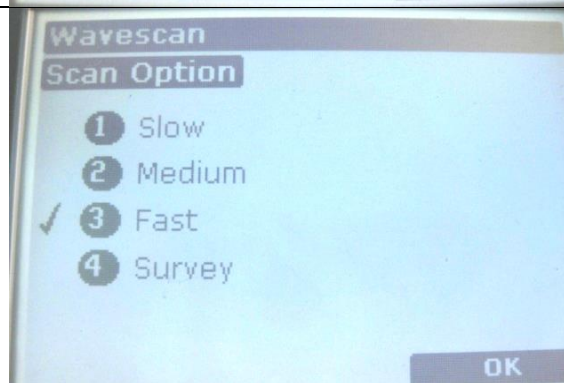 Wavescan
Scan Option
1 Slow
2 Medium
✓ 3 Fast
4 Survey
OK